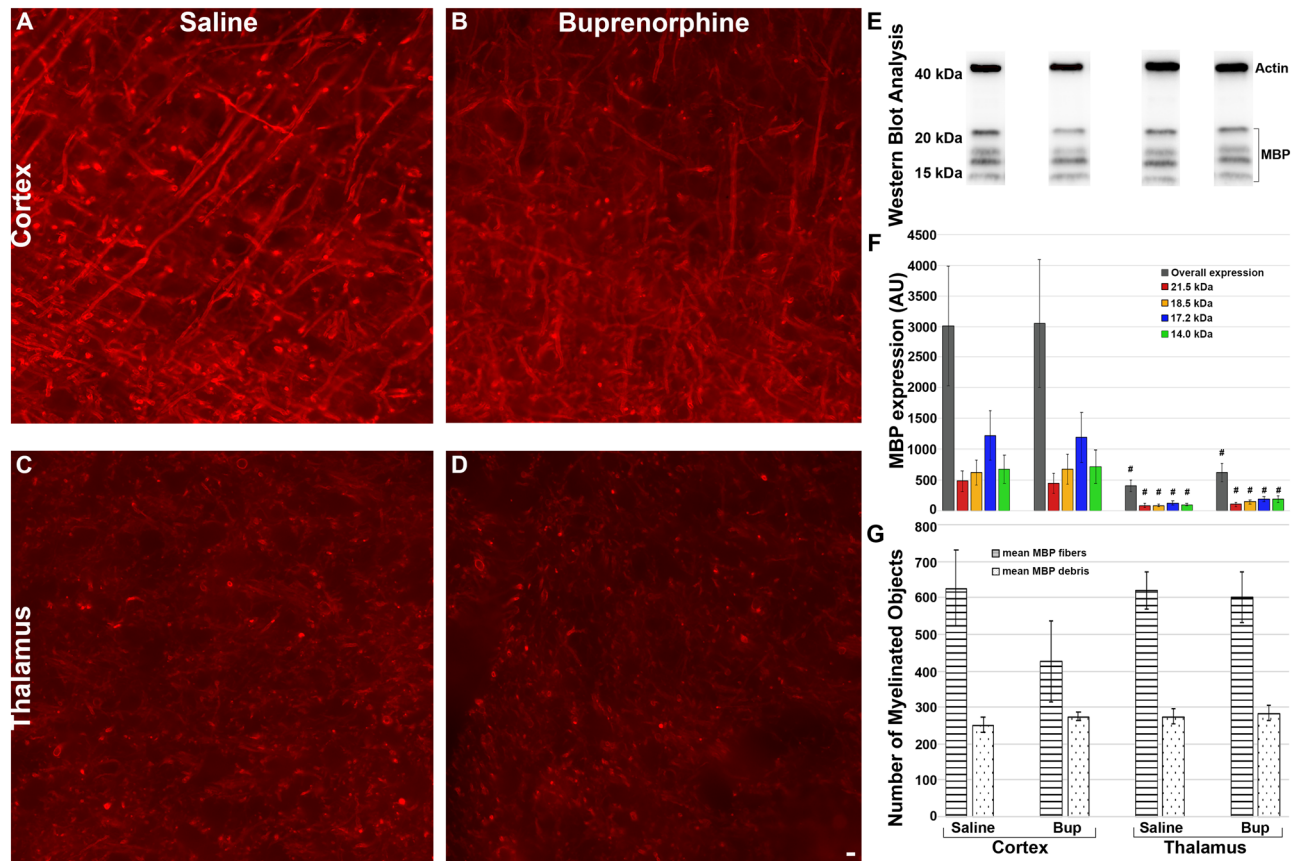 A
Saline
B
Buprenorphine
Cortex
C
D
Thalamus
E
Western Blot Analysis
40 kDa
20 kDa
15 kDa
Actin
MBP
F
MBP expression (AU)
4500
4000
3500
3000
2500
2000
1500
1000
500
0
Overall expression
21.5 kDa
18.5 kDa
17.2 kDa
14.0 kDa
# # # # # # # # # #
G
Number of Myelinated Objects
800
700
600
500
400
300
200
100
0
mean MBP fibers
mean MBP debris
Saline Bup Saline Bup
Cortex Thalamus